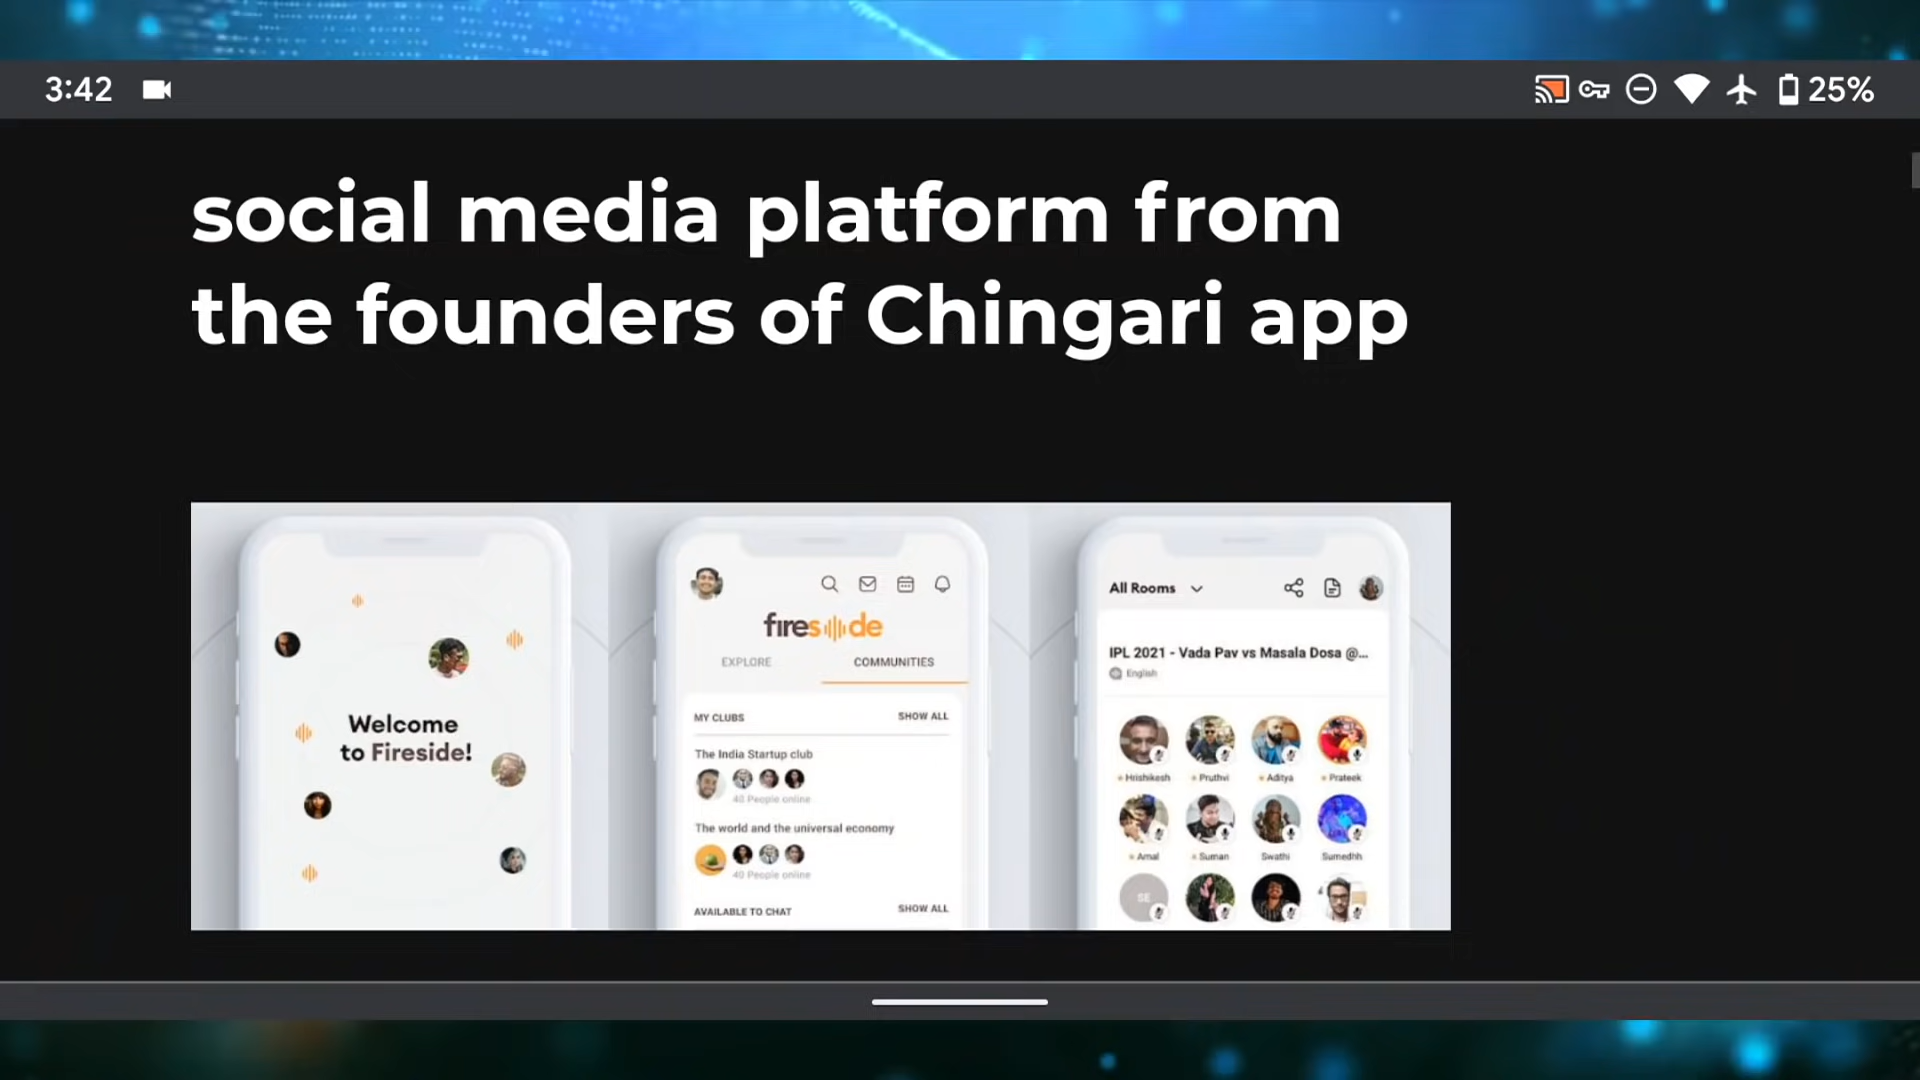 3:42
25%
social media platform from
the founders of Chingari app
Welcome
to Fireside!
fireside
EXPLORE
COMMUNITIES
MY CLUBS
SHOW ALL
The India Startup club
40 People online
The world and the universal economy
40 People online
AVAILABLE TO CHAT
SHOW ALL
All Rooms
IPL 2021 - Vada Pav vs Masala Dosa @...
English
Hrishikesh
Pruthvi
Aditya
Prateek
Amal
Suman
Swathi
Sumedhh
SE